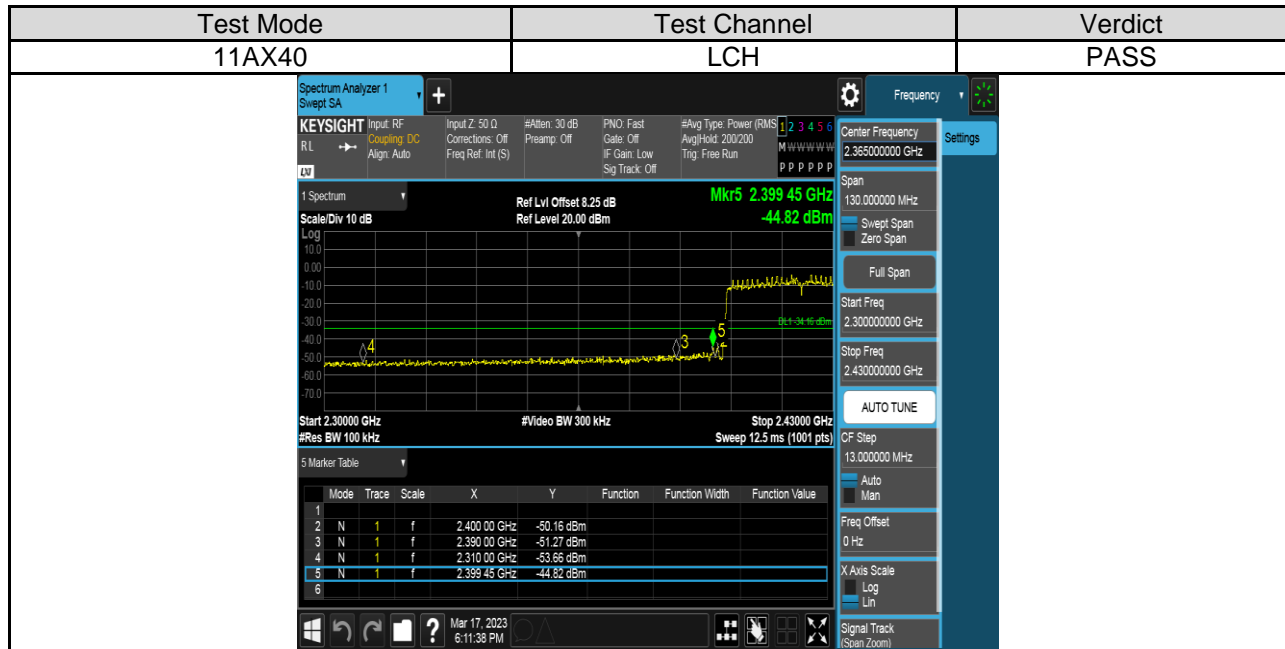 Test Mode Test Channel Verdict
11AX40 LCH PASS
Spectrum Analyzer 1
Swept SA
Frequency
KEYSIGHT Input: RF Input Z: 50 Ω #Atten: 30 dB PNO: Fast #Avg Type: Power (RMS 1 2 3 4 5 6
RL Coupling: DC Corrections: Off Preamp: Off Gate: Off Avg|Hold: 200/200 M W W W W W
Align: Auto Freq Ref: Int (S) IF Gain: Low Trig: Free Run
LXI Sig Track: Off P P P P P P
1 Spectrum Ref Lvl Offset 8.25 dB Mkr5 2.399 45 GHz
Scale/Div 10 dB Ref Level 20.00 dBm -44.82 dBm
Log
10.0
0.00
-10.0
-20.0
-30.0 DL1 -34.16 dBm
-40.0
-50.0
-60.0
-70.0
4
3
5
Start 2.30000 GHz #Video BW 300 kHz Stop 2.43000 GHz
#Res BW 100 kHz Sweep 12.5 ms (1001 pts)
5 Marker Table
Mode Trace Scale X Y Function Function Width Function Value
1
2 N 1 f 2.400 00 GHz -50.16 dBm
3 N 1 f 2.390 00 GHz -51.27 dBm
4 N 1 f 2.310 00 GHz -53.66 dBm
5 N 1 f 2.399 45 GHz -44.82 dBm
6
Center Frequency
2.365000000 GHz
Settings
Span
130.000000 MHz
Swept Span
Zero Span
Full Span
Start Freq
2.300000000 GHz
Stop Freq
2.430000000 GHz
AUTO TUNE
CF Step
13.000000 MHz
Auto
Man
Freq Offset
0 Hz
X Axis Scale
Log
Lin
Signal Track
(Span Zoom)
?
Mar 17, 2023
6:11:38 PM